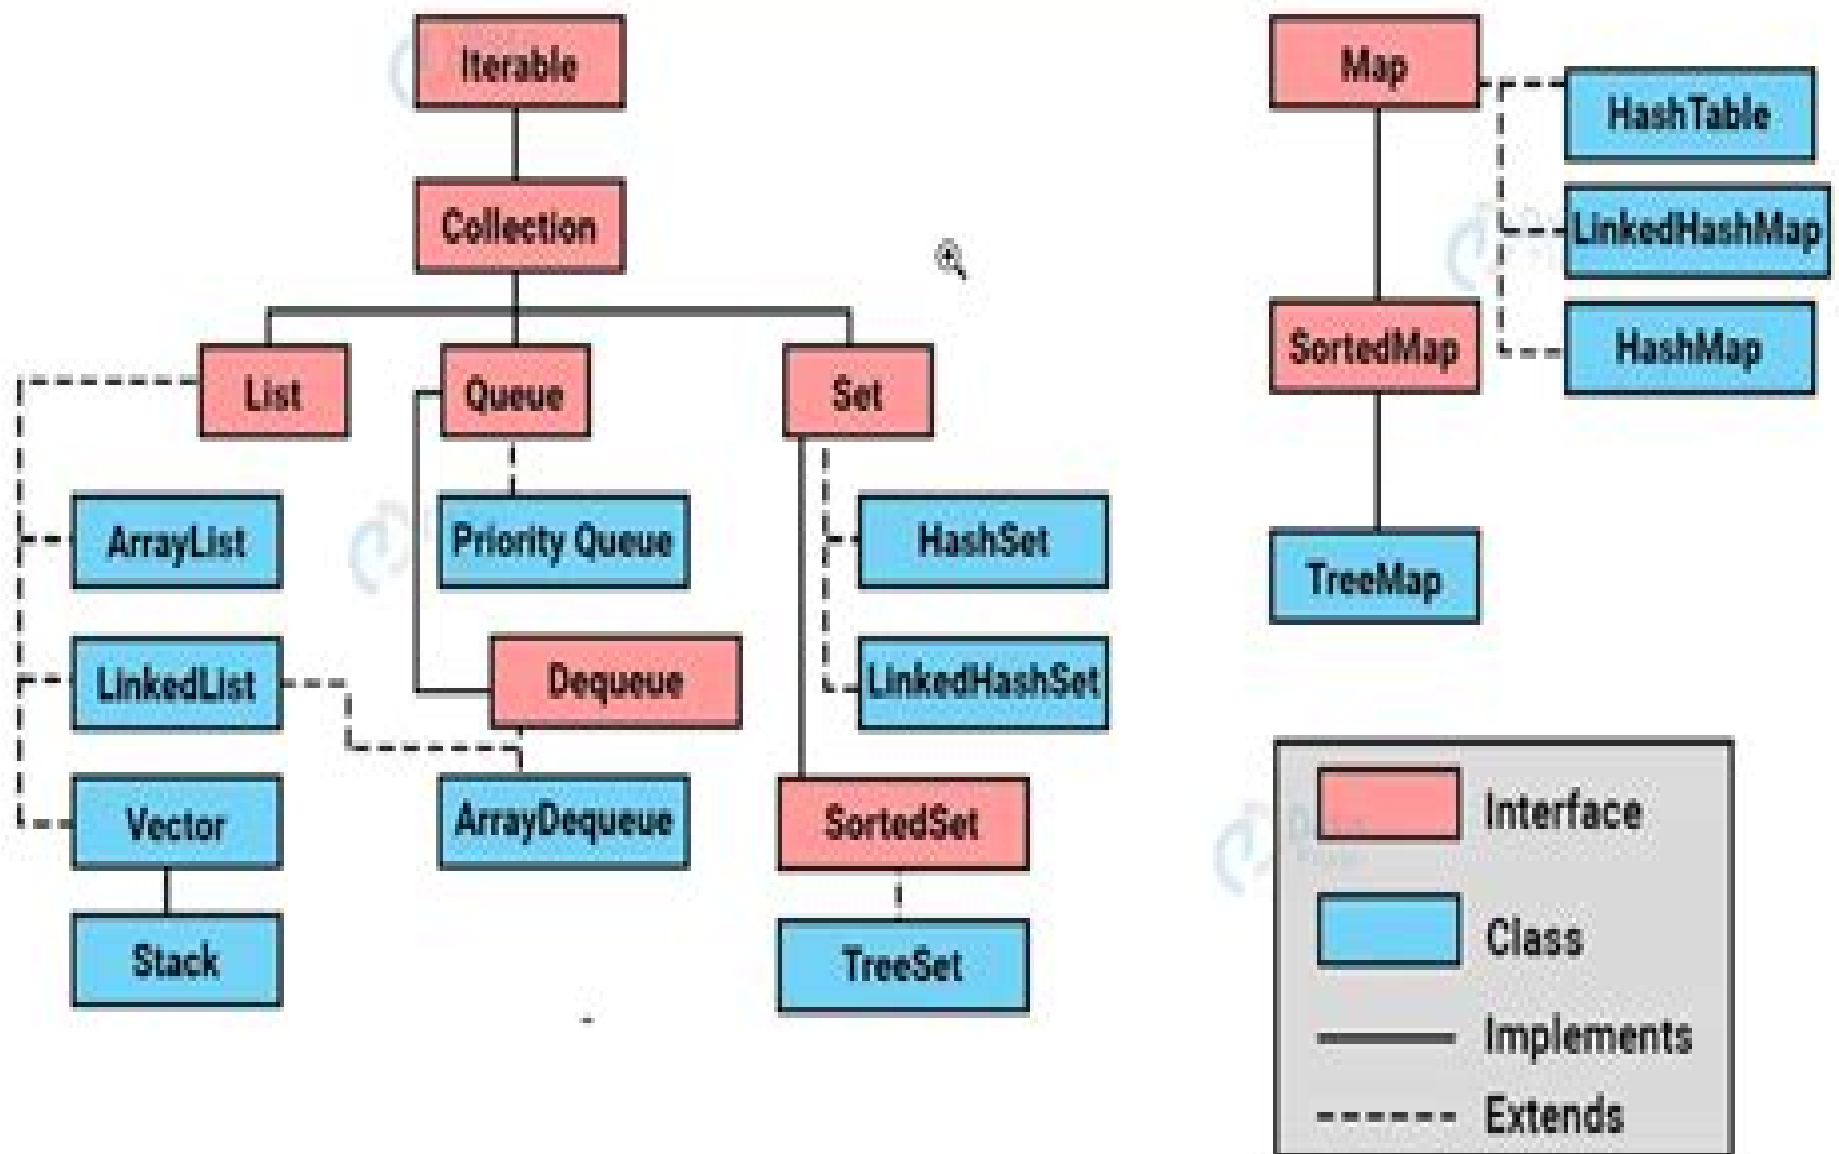 Iterable
Collection
List
Queue
Set
ArrayList
Priority Queue
HashSet
LinkedList
Dequeue
LinkedHashSet
Vector
ArrayDequeue
SortedSet
Stack
TreeSet
Map
HashTable
LinkedHashMap
SortedMap
HashMap
TreeMap
Interface
Class
Implements
Extends